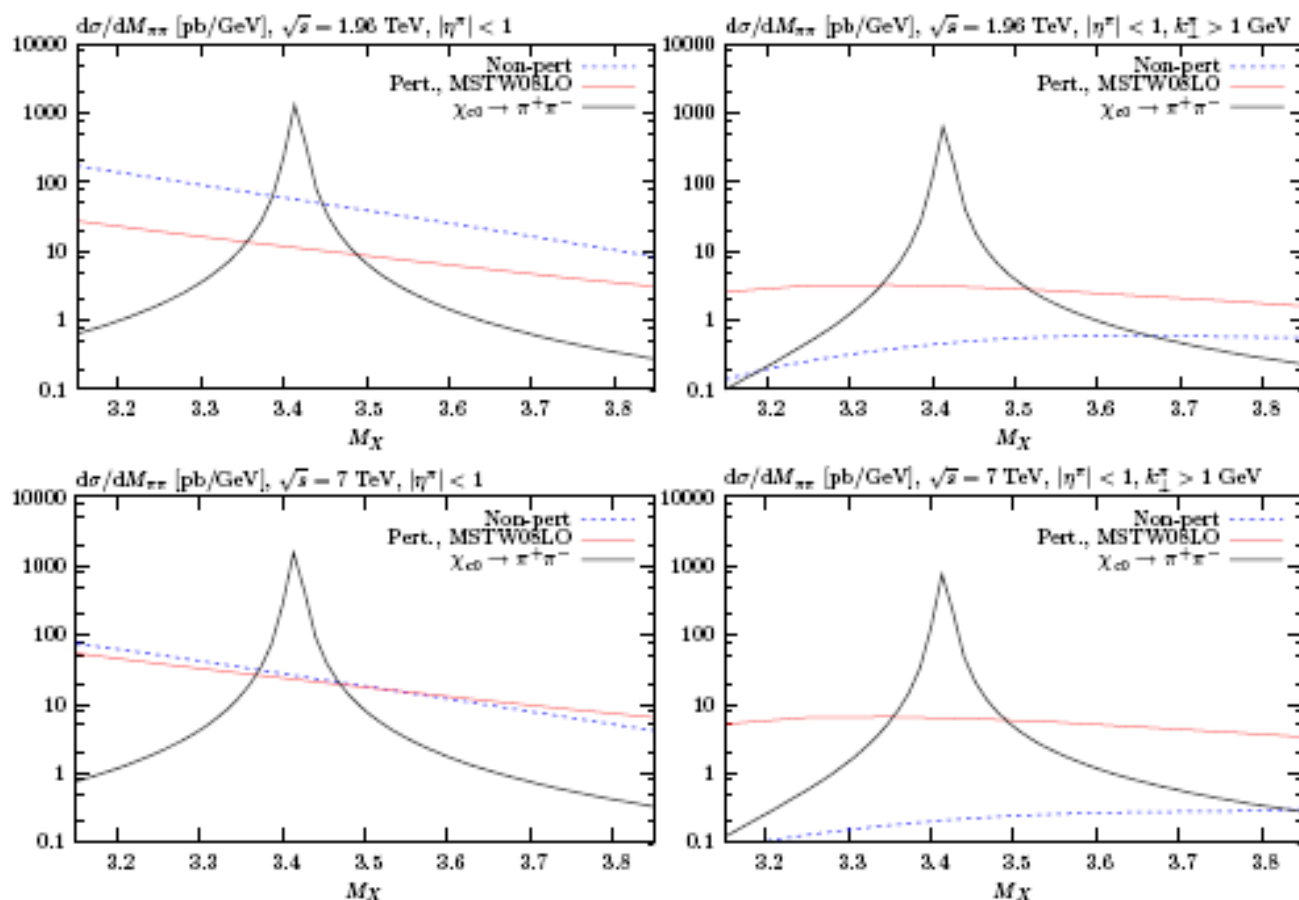 dσ/dM_ππ [pb/GeV], √s = 1.96 TeV, |η^π| < 1
10000
1000
100
10
1
0.1
Non-pert
Pert., MSTW08LO
χ_c0 → π⁺π⁻
3.2 3.3 3.4 3.5 3.6 3.7 3.8
M_X
dσ/dM_ππ [pb/GeV], √s = 1.96 TeV, |η^π| < 1, k_⊥^π > 1 GeV
10000
1000
100
10
1
0.1
Non-pert
Pert., MSTW08LO
χ_c0 → π⁺π⁻
3.2 3.3 3.4 3.5 3.6 3.7 3.8
M_X
dσ/dM_ππ [pb/GeV], √s = 7 TeV, |η^π| < 1
10000
1000
100
10
1
0.1
Non-pert
Pert., MSTW08LO
χ_c0 → π⁺π⁻
3.2 3.3 3.4 3.5 3.6 3.7 3.8
M_X
dσ/dM_ππ [pb/GeV], √s = 7 TeV, |η^π| < 1, k_⊥^π > 1 GeV
10000
1000
100
10
1
0.1
Non-pert
Pert., MSTW08LO
χ_c0 → π⁺π⁻
3.2 3.3 3.4 3.5 3.6 3.7 3.8
M_X